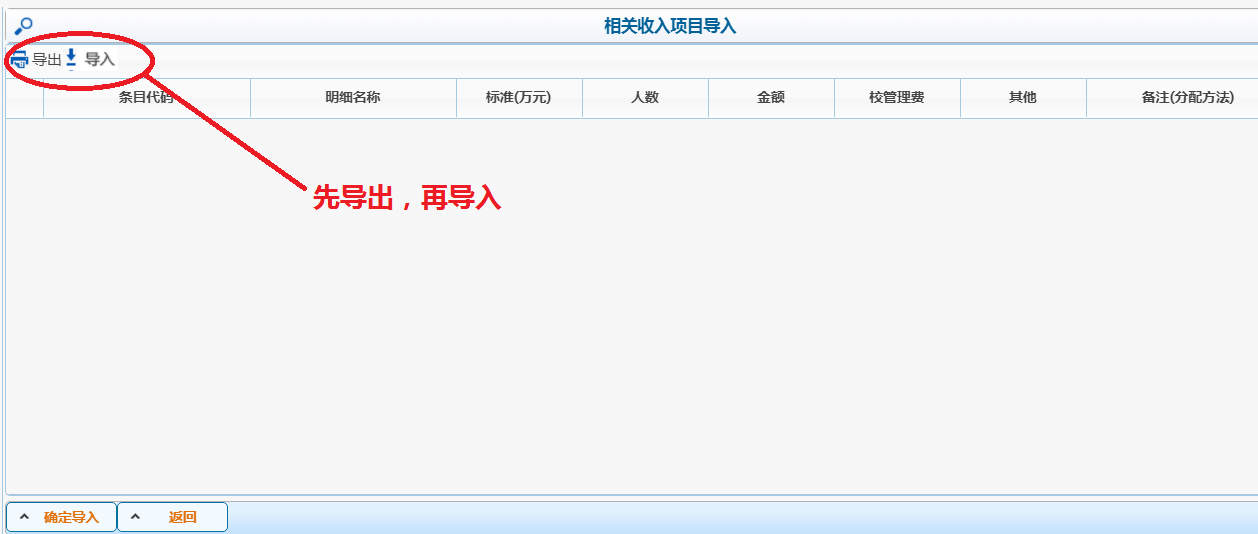 相关收入项目导入
导出 导入
条目代码 明细名称 标准(万元) 人数 金额 校管理费 其他 备注(分配方法)
先导出，再导入
确定导入 返回